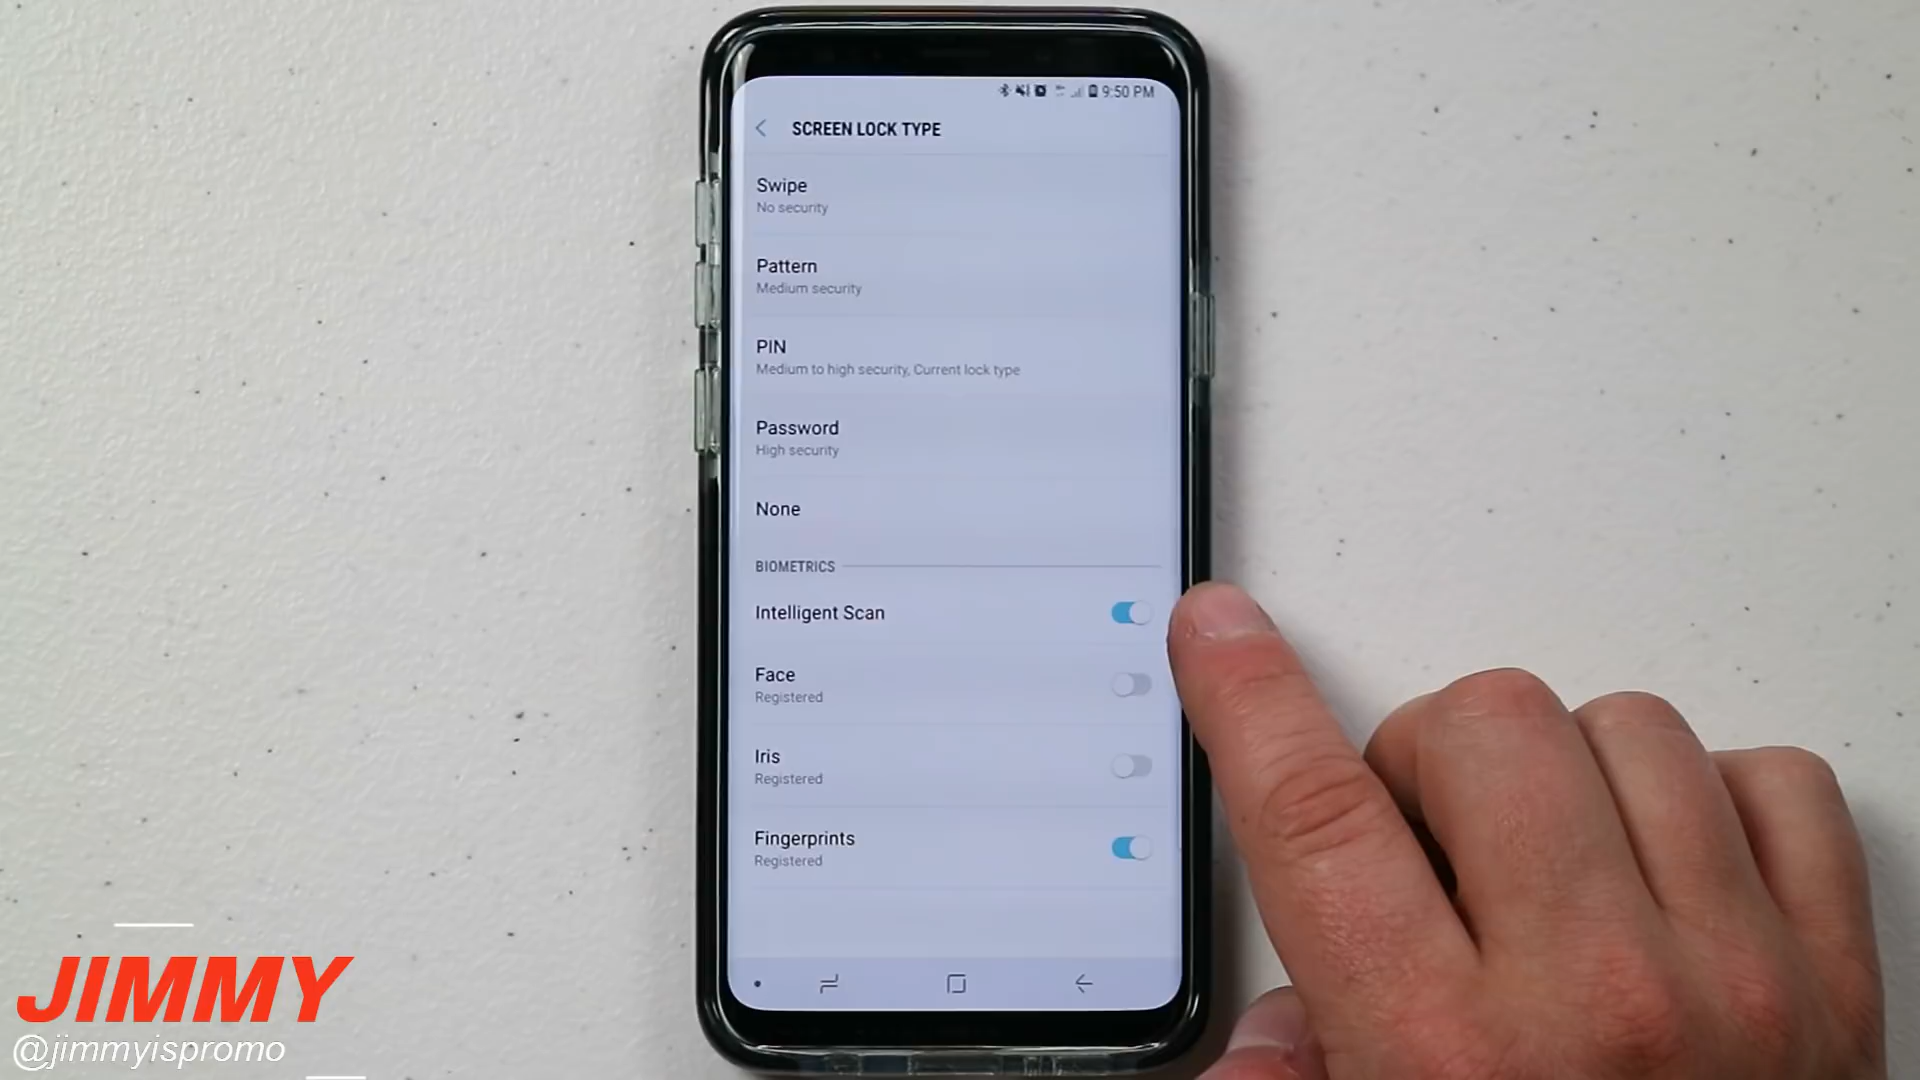 9:50 PM
SCREEN LOCK TYPE
Swipe
No security
Pattern
Medium security
PIN
Medium to high security, Current lock type
Password
High security
None
BIOMETRICS
Intelligent Scan
Face
Registered
Iris
Registered
Fingerprints
Registered
JIMMY
@jimmyispromo